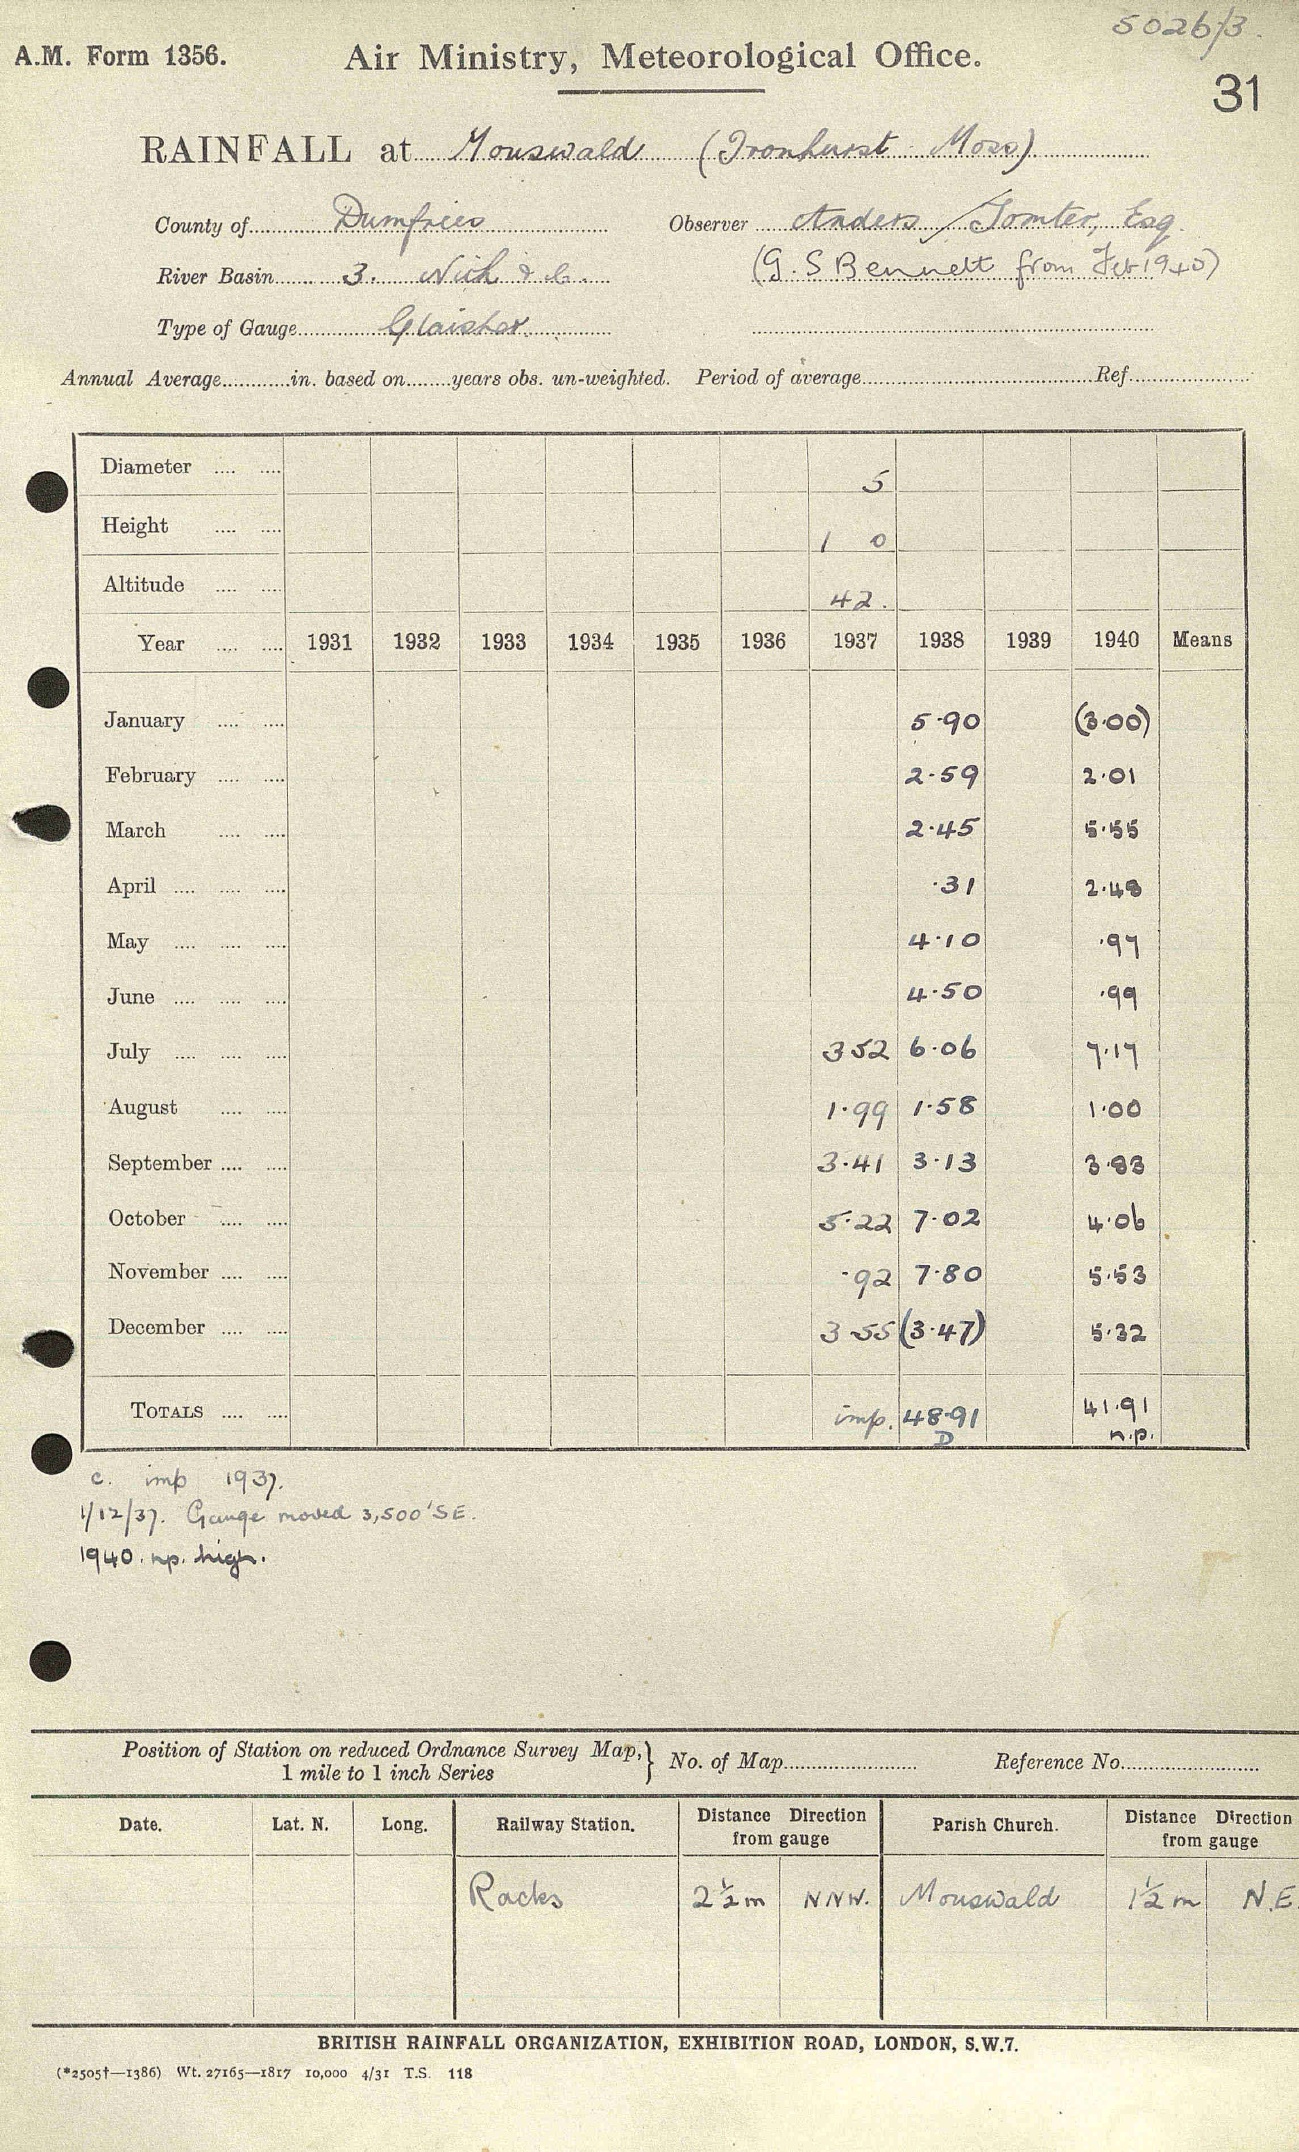 5026/3.
A.M. Form 1356. Air Ministry, Meteorological Office.
31
RAINFALL at Mouswald (Ironhurst Moss)
County of Dumfries Observer Anders Tomter, Esq.
River Basin 3. Nith &c. (G. S Bennett from Feb 1940)
Type of Gauge Glaisher
Annual Average in. based on years obs. un-weighted. Period of average Ref.
Diameter 5
Height 1 0
Altitude 42.
Year 1931 1932 1933 1934 1935 1936 1937 1938 1939 1940 Means
January 5·90 (3·00)
February 2·59 2·01
March 2·45 5·55
April ·31 2·48
May 4·10 ·97
June 4·50 ·99
July 3 52 6·06 7·17
August 1·99 1·58 1·00
September 3·41 3·13 3·83
October 5·22 7·02 4·06
November ·92 7·80 5·53
December 3 55 (3·47) 5·32
TOTALS imp. 48·91 41·91
D n.p.
c. imp 1937.
1/12/37. Gauge moved 3,500' SE.
1940. np. high.
Position of Station on reduced Ordnance Survey Map, } No. of Map Reference No.
1 mile to 1 inch Series
Date. Lat. N. Long. Railway Station. Distance Direction from gauge Parish Church. Distance Direction from gauge
Racks 2½ m NNW. Mouswald 1½ m N.E.
BRITISH RAINFALL ORGANIZATION, EXHIBITION ROAD, LONDON, S.W.7.
(*2505†—1386) Wt. 27165—1817 10,000 4/31 T.S. 118